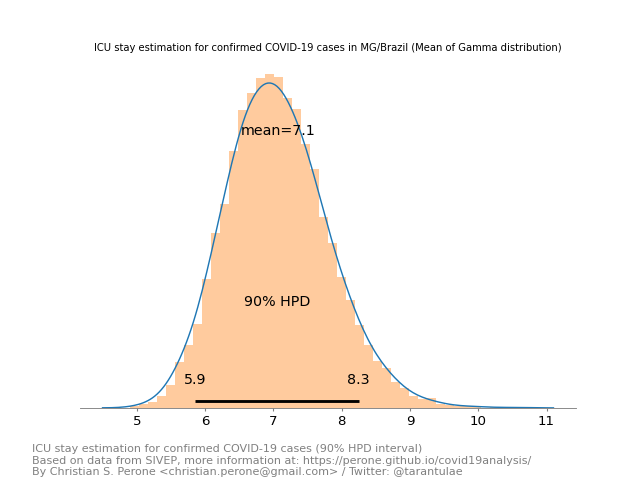 ICU stay estimation for confirmed COVID-19 cases in MG/Brazil (Mean of Gamma distribution)
mean=7.1
90% HPD
5.9 8.3
5 6 7 8 9 10 11
ICU stay estimation for confirmed COVID-19 cases (90% HPD interval)
Based on data from SIVEP, more information at: https://perone.github.io/covid19analysis/
By Christian S. Perone <christian.perone@gmail.com> / Twitter: @tarantulae